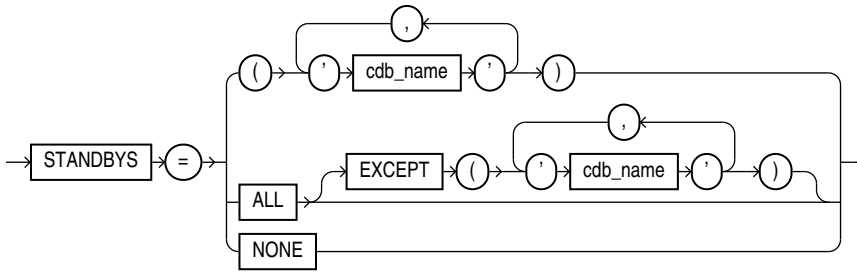 ,
( ' cdb_name ' )
,
STANDBYS = EXCEPT ( ' cdb_name ' )
ALL
NONE